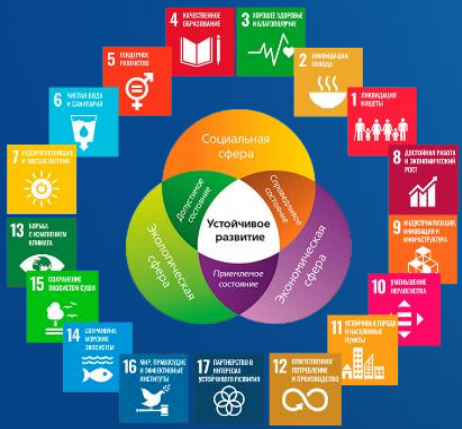 4 КАЧЕСТВЕННОЕ
ОБРАЗОВАНИЕ
3 ХОРОШЕЕ ЗДОРОВЬЕ
И БЛАГОПОЛУЧИЕ
5 ГЕНДЕРНОЕ
РАВЕНСТВО
2 ЛИКВИДАЦИЯ
ГОЛОДА
6 ЧИСТАЯ ВОДА
И САНИТАРИЯ
1 ЛИКВИДАЦИЯ
НИЩЕТЫ
7 НЕДОРОГОСТОЯЩАЯ
И ЧИСТАЯ ЭНЕРГИЯ
8 ДОСТОЙНАЯ РАБОТА
И ЭКОНОМИЧЕСКИЙ
РОСТ
13 БОРЬБА
С ИЗМЕНЕНИЕМ
КЛИМАТА
9 ИНДУСТРИАЛИЗАЦИЯ,
ИННОВАЦИИ И
ИНФРАСТРУКТУРА
15 СОХРАНЕНИЕ
ЭКОСИСТЕМ СУШИ
10 УМЕНЬШЕНИЕ
НЕРАВЕНСТВА
14 СОХРАНЕНИЕ
МОРСКИХ
ЭКОСИСТЕМ
11 УСТОЙЧИВЫЕ ГОРОДА
И НАСЕЛЕННЫЕ
ПУНКТЫ
16 МИР, ПРАВОСУДИЕ
И ЭФФЕКТИВНЫЕ
ИНСТИТУТЫ
17 ПАРТНЕРСТВО В
ИНТЕРЕСАХ
УСТОЙЧИВОГО РАЗВИТИЯ
12 ОТВЕТСТВЕННОЕ
ПОТРЕБЛЕНИЕ
И ПРОИЗВОДСТВО
Социальная
сфера
Допустимое
состояние
Справедливое
состояние
Устойчивое
развитие
Экологическая
сфера
Экономическая
сфера
Приемлемое
состояние